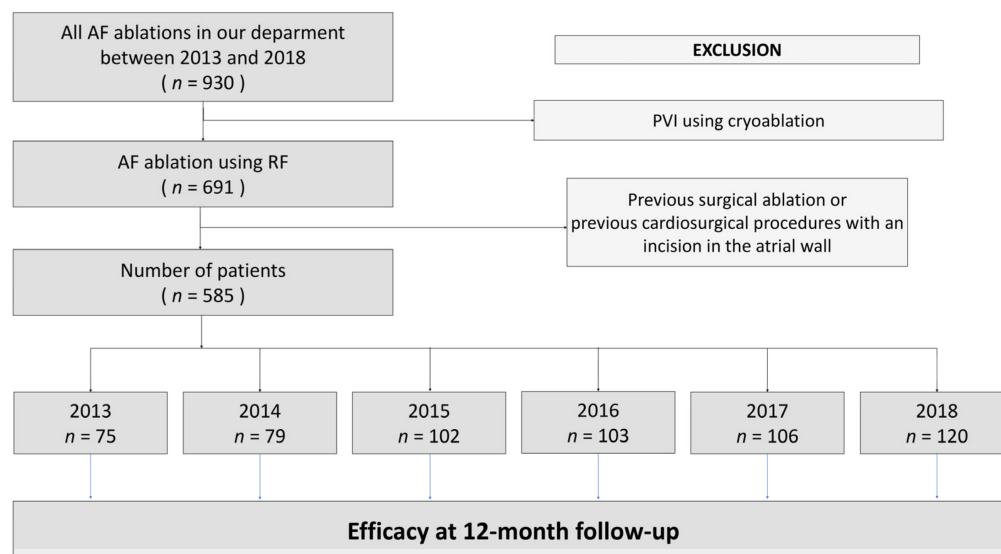 All AF ablations in our deparment
between 2013 and 2018
( n = 930 )
EXCLUSION
PVI using cryoablation
AF ablation using RF
( n = 691 )
Previous surgical ablation or
previous cardiosurgical procedures with an
incision in the atrial wall
Number of patients
( n = 585 )
2013
n = 75
2014
n = 79
2015
n = 102
2016
n = 103
2017
n = 106
2018
n = 120
Efficacy at 12-month follow-up